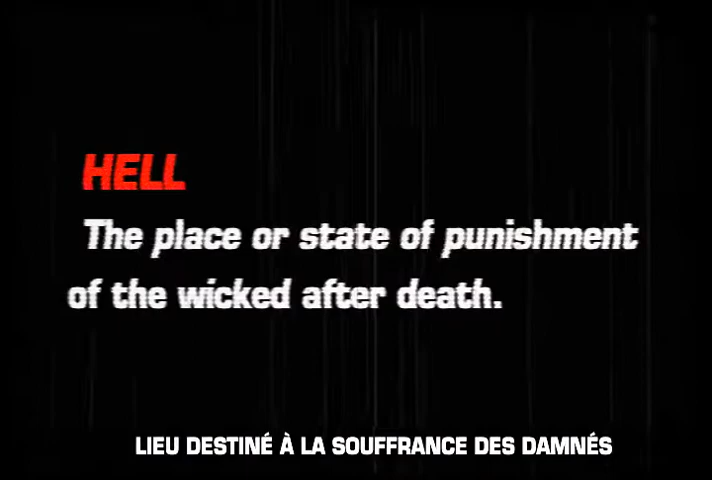 HELL
The place or state of punishment
of the wicked after death.
LIEU DESTINÉ À LA SOUFFRANCE DES DAMNÉS